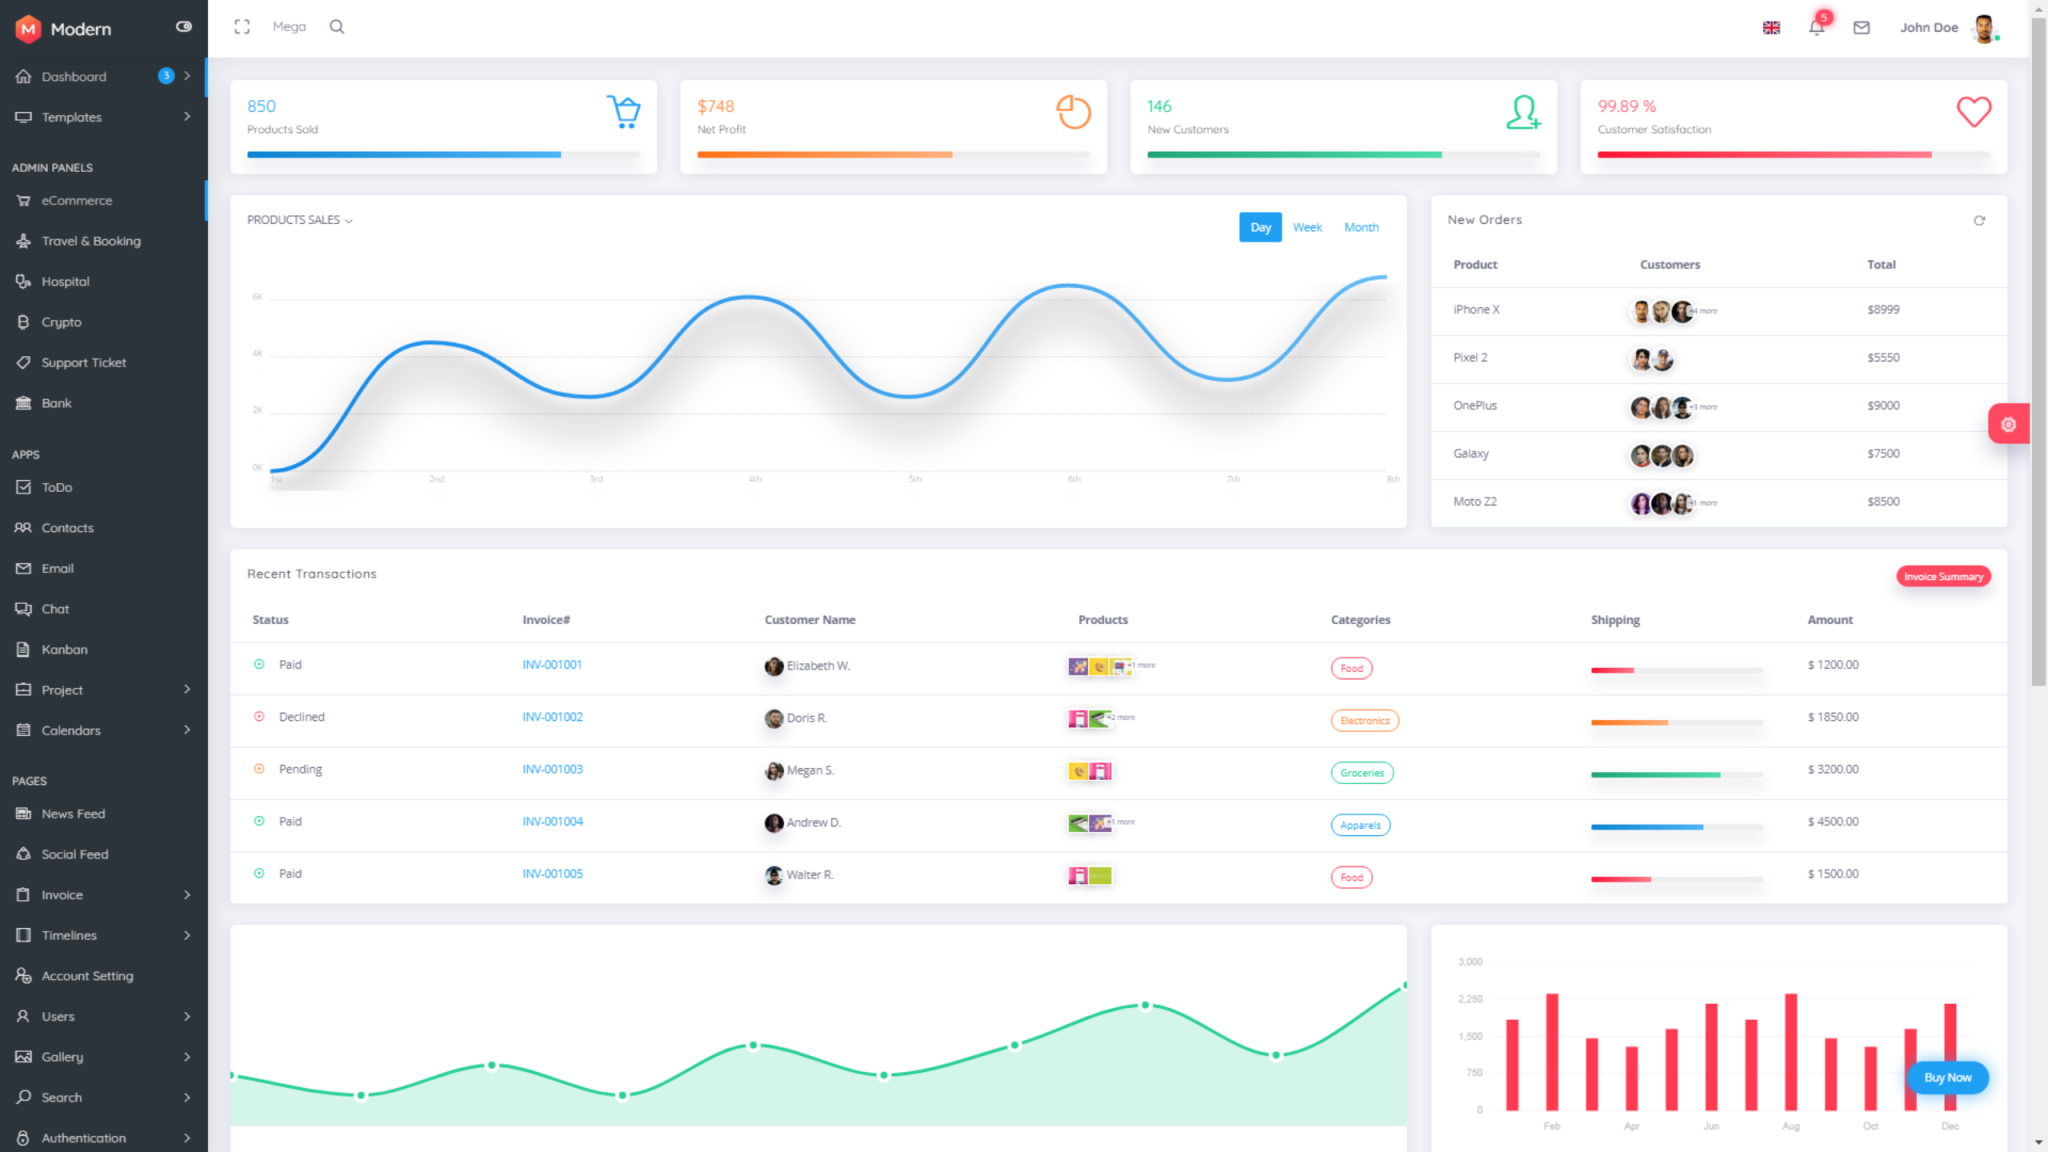 Modern
Mega
5
John Doe
Dashboard 3
Templates
ADMIN PANELS
eCommerce
Travel & Booking
Hospital
Crypto
Support Ticket
Bank
APPS
ToDo
Contacts
Email
Chat
Kanban
Project
Calendars
PAGES
News Feed
Social Feed
Invoice
Timelines
Account Setting
Users
Gallery
Search
Authentication
850
Products Sold
$748
Net Profit
146
New Customers
99.89 %
Customer Satisfaction
PRODUCTS SALES
Day Week Month
6K
4K
2K
0K
1st 2nd 3rd 4th 5th 6th 7th 8th
New Orders
Product Customers Total
iPhone X +4 more $8999
Pixel 2 $5550
OnePlus +3 more $9000
Galaxy $7500
Moto Z2 +1 more $8500
Recent Transactions
Invoice Summary
Status Invoice# Customer Name Products Categories Shipping Amount
Paid INV-001001 Elizabeth W. +1 more Food $ 1200.00
Declined INV-001002 Doris R. +2 more Electronics $ 1850.00
Pending INV-001003 Megan S. Groceries $ 3200.00
Paid INV-001004 Andrew D. +1 more Apparels $ 4500.00
Paid INV-001005 Walter R. Food $ 1500.00
3,000
2,250
1,500
750
0
Feb Apr Jun Aug Oct Dec
Buy Now